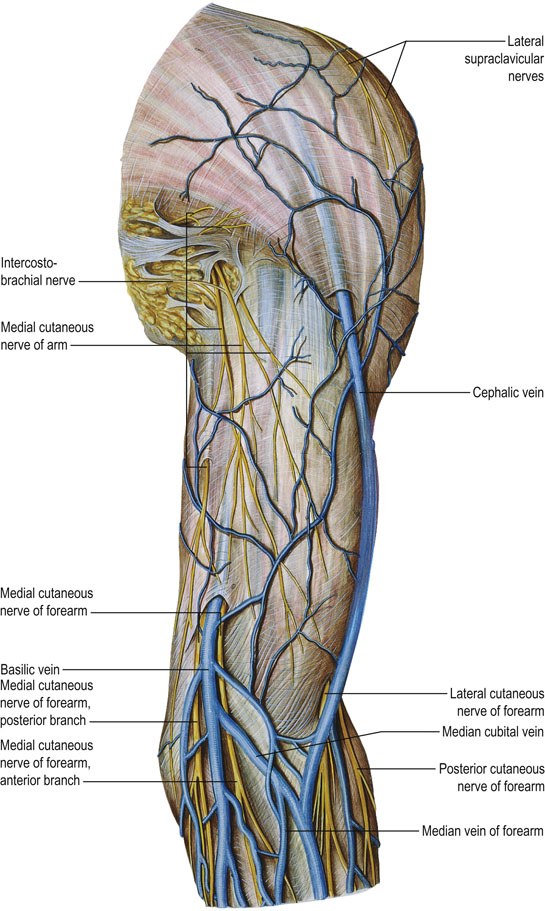 Lateral
supraclavicular
nerves
Intercosto-
brachial nerve
Medial cutaneous
nerve of arm
Cephalic vein
Medial cutaneous
nerve of forearm
Basilic vein
Medial cutaneous
nerve of forearm,
posterior branch
Medial cutaneous
nerve of forearm,
anterior branch
Lateral cutaneous
nerve of forearm
Median cubital vein
Posterior cutaneous
nerve of forearm
Median vein of forearm